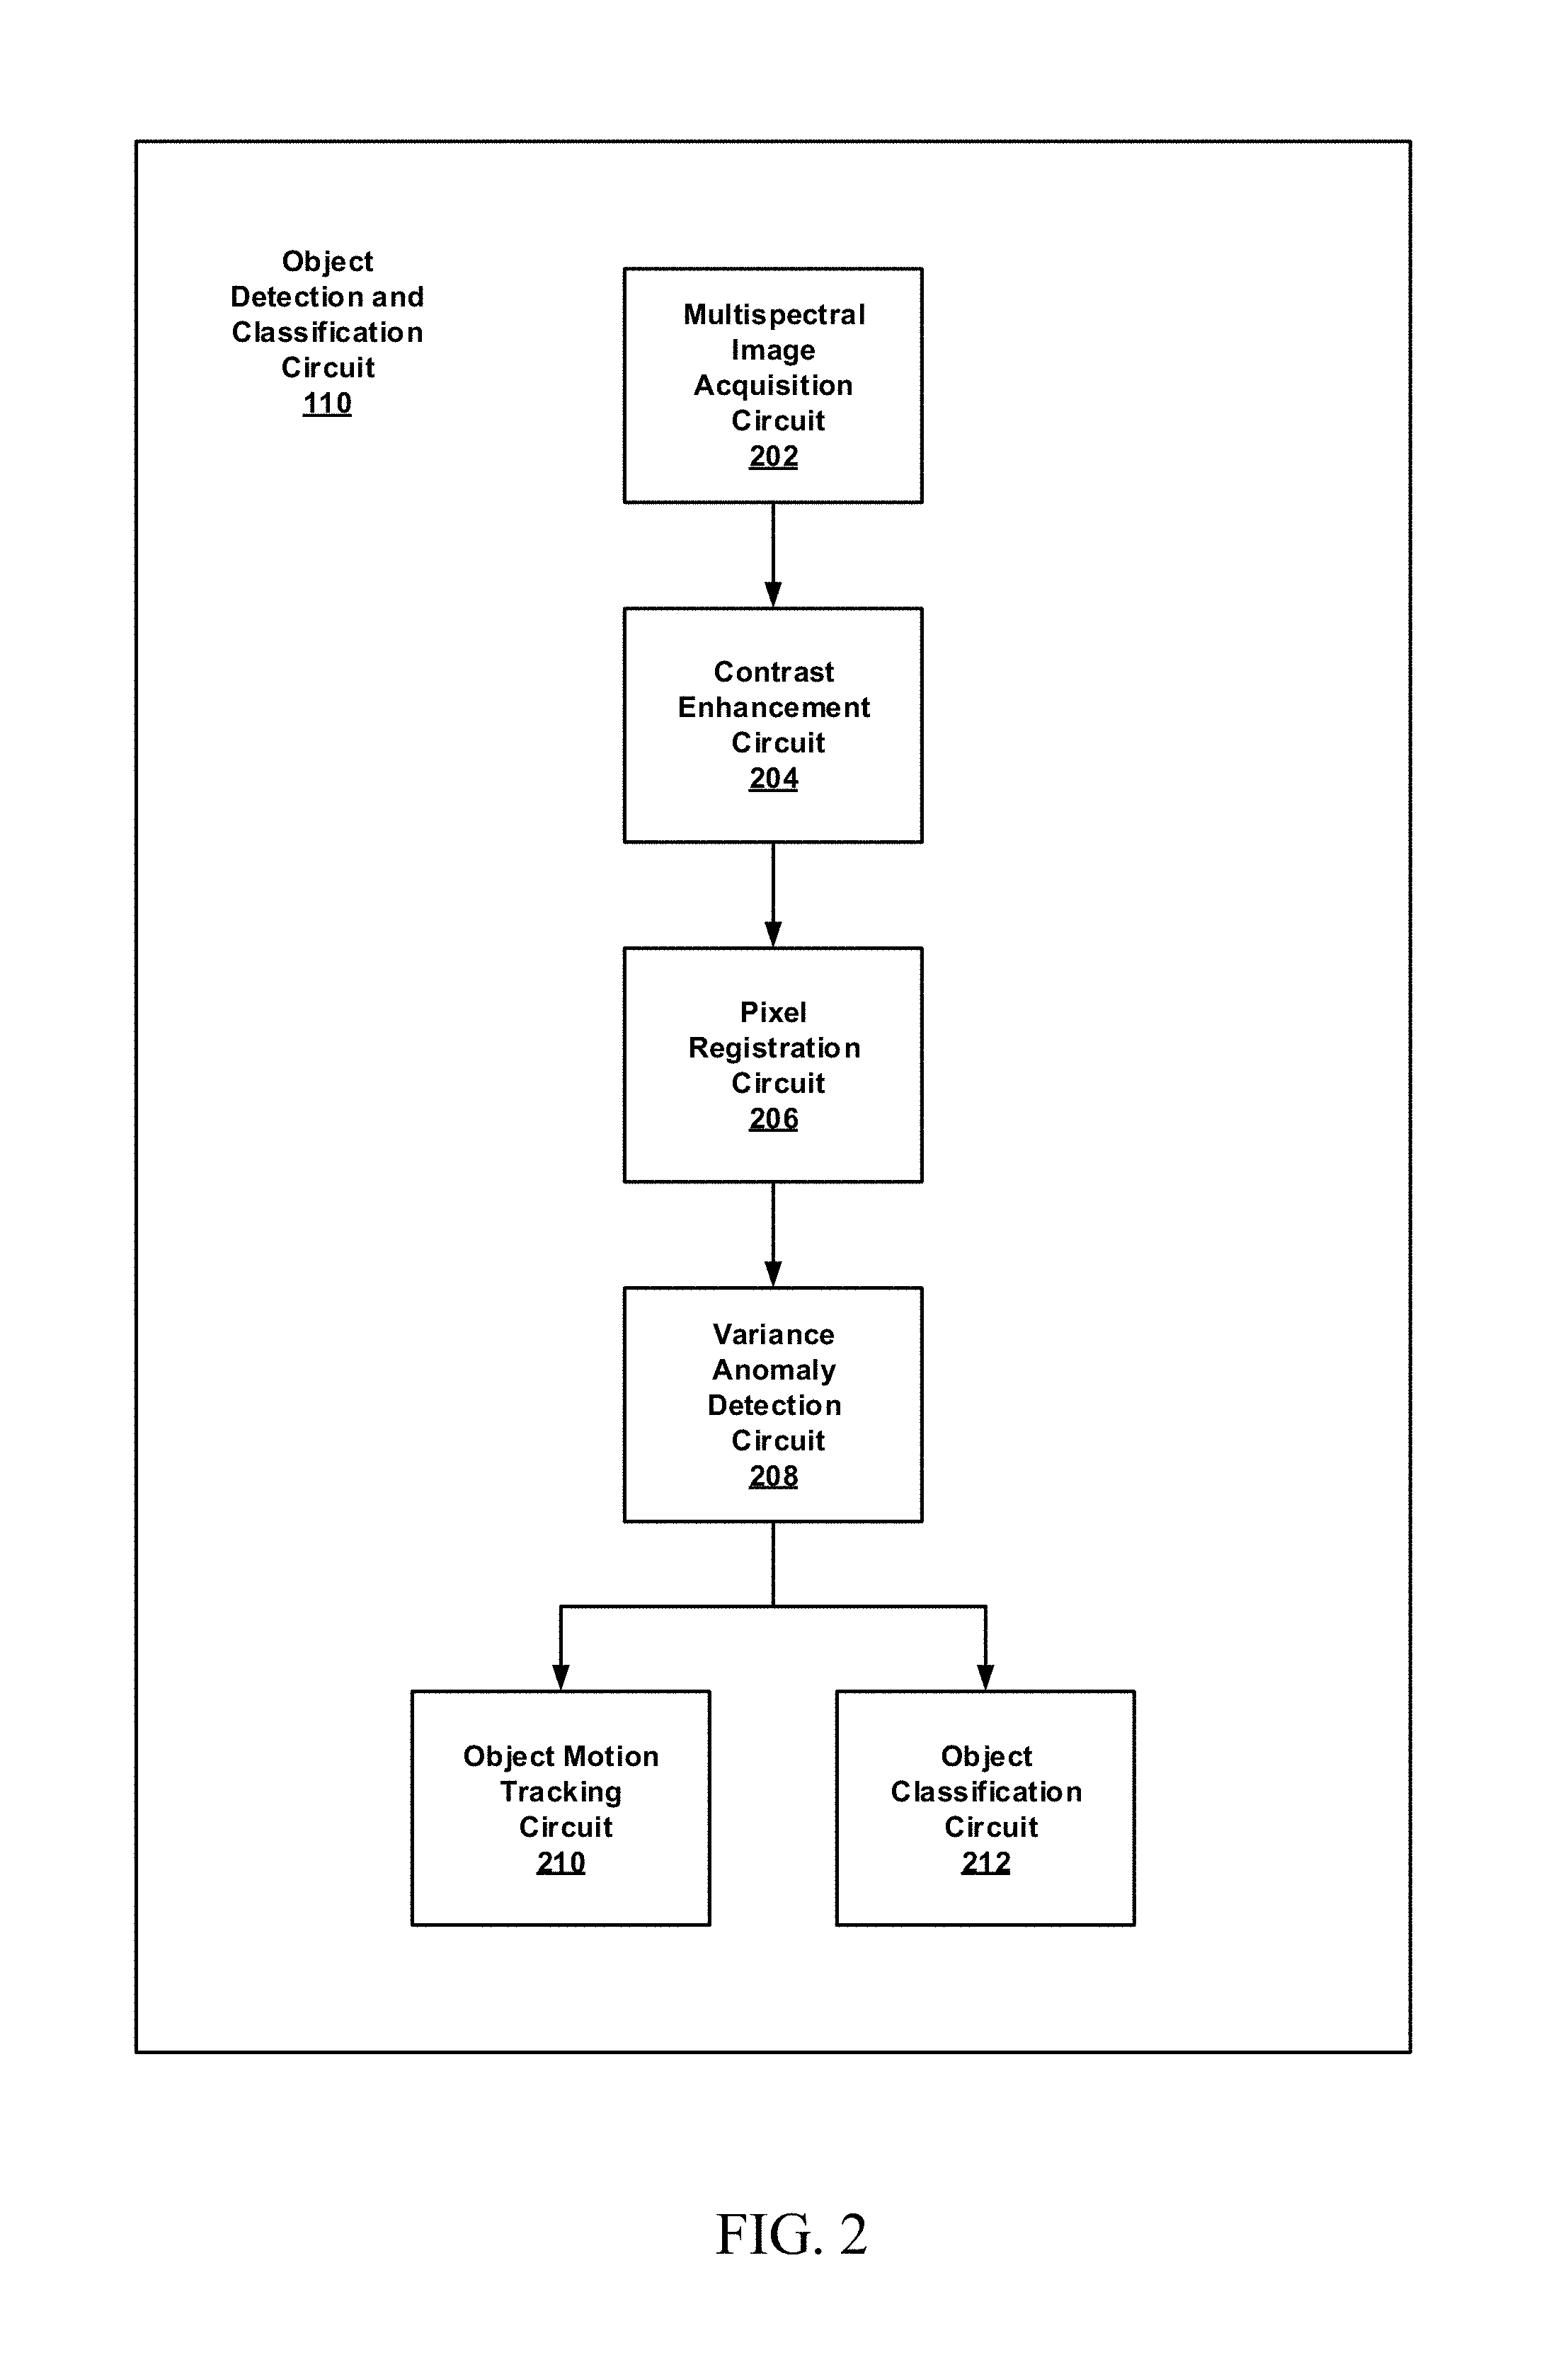 Object
Detection and
Classification
Circuit
110
Multispectral
Image
Acquisition
Circuit
202
Contrast
Enhancement
Circuit
204
Pixel
Registration
Circuit
206
Variance
Anomaly
Detection
Circuit
208
Object Motion
Tracking
Circuit
210
Object
Classification
Circuit
212
FIG. 2